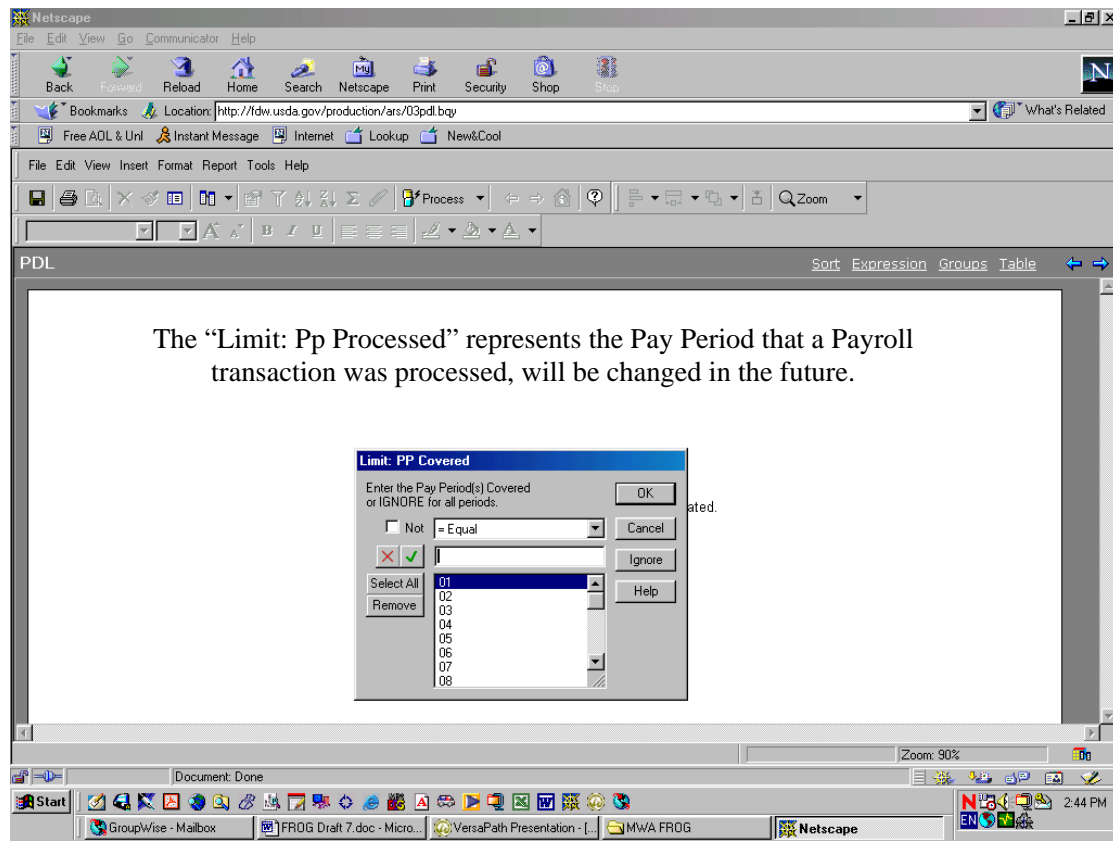 Netscape
File Edit View Go Communicator Help
Back Forward Reload Home Search Netscape Print Security Shop Stop
My
N
Bookmarks Location: http://fdw.usda.gov/production/ars/03pdl.bqy What's Related
Free AOL & Unl Instant Message Internet Lookup New&Cool
File Edit View Insert Format Report Tools Help
Process Zoom
B I U
PDL Sort Expression Groups Table
The “Limit: Pp Processed” represents the Pay Period that a Payroll
transaction was processed, will be changed in the future.
Limit: PP Covered
Enter the Pay Period(s) Covered
or IGNORE for all periods.
OK
ated.
Not = Equal Cancel
Ignore
Select All 01 Help
02
Remove 03
04
05
06
07
08
Zoom: 90%
Document: Done
Start 2:44 PM
EN
GroupWise - Mailbox FROG Draft 7.doc - Micro... VersaPath Presentation - [... MWA FROG Netscape